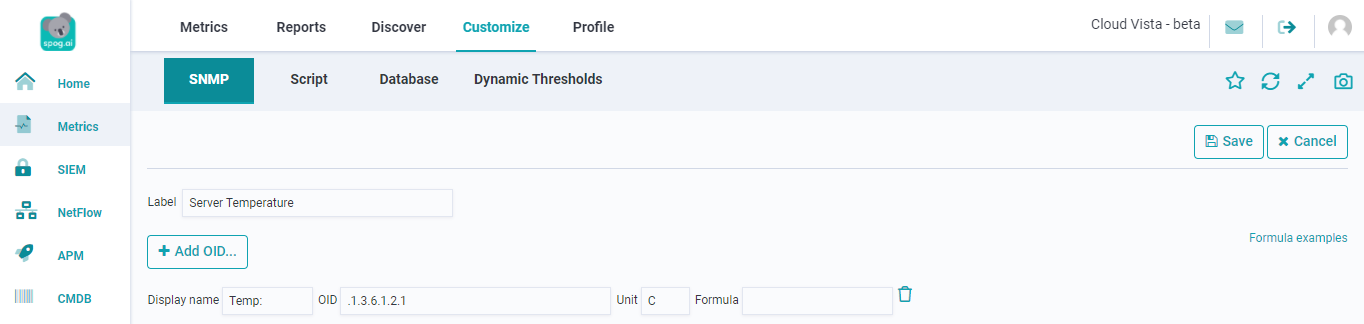 spog.ai
Metrics Reports Discover Customize Profile
Cloud Vista - beta
Home
Metrics
SIEM
NetFlow
APM
CMDB
SNMP Script Database Dynamic Thresholds
Save Cancel
Label Server Temperature
Add OID...
Formula examples
Display name Temp: OID .1.3.6.1.2.1 Unit C Formula